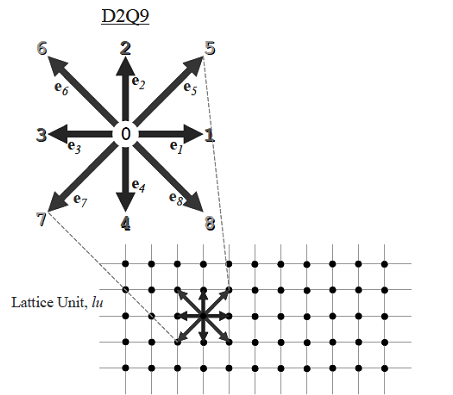 D2Q9
6 2 5
e6 e2 e5
3 0 1
e3 e1
e7 e4 e8
7 4 8
Lattice Unit, lu